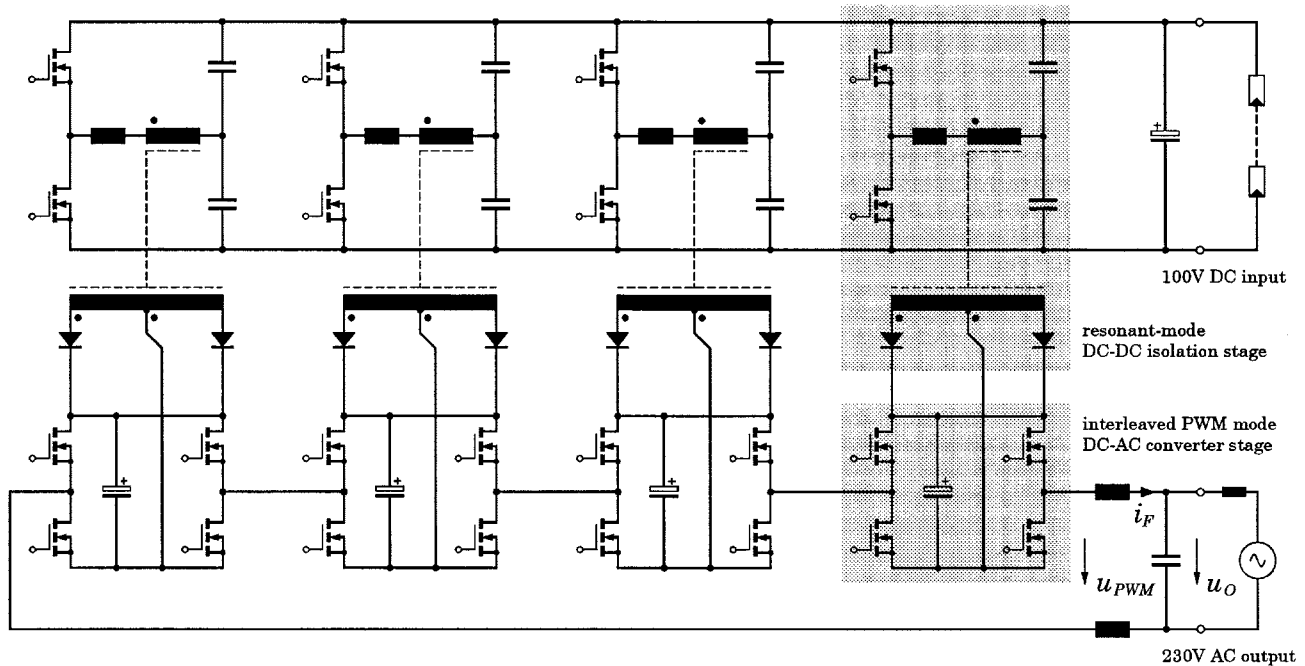 100V DC input
resonant-mode
DC-DC isolation stage
interleaved PWM mode
DC-AC converter stage
+
+
+
+
+
i_F
u_PWM
u_O
230V AC output